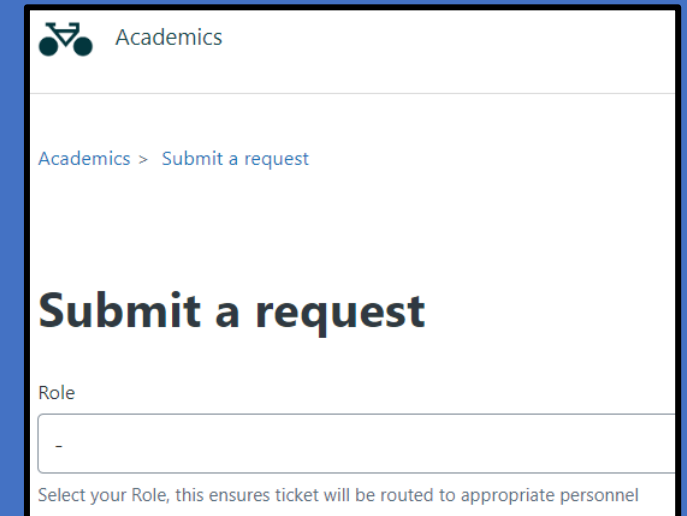 Academics
Academics > Submit a request
Submit a request
Role
-
Select your Role, this ensures ticket will be routed to appropriate personnel